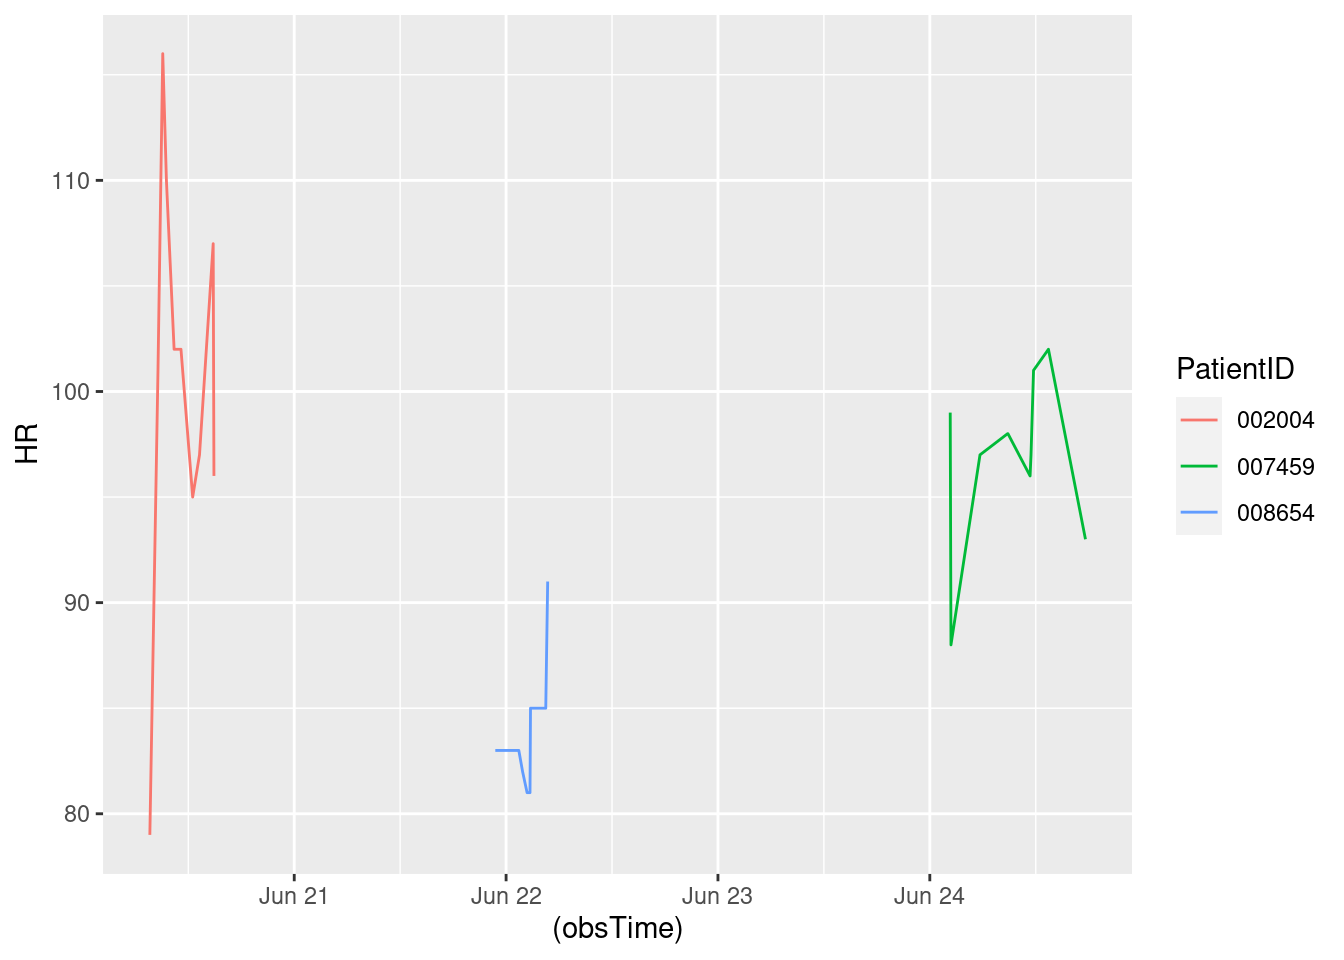 110
100
90
80
HR
Jun 21
Jun 22
Jun 23
Jun 24
(obsTime)
PatientID
002004
007459
008654